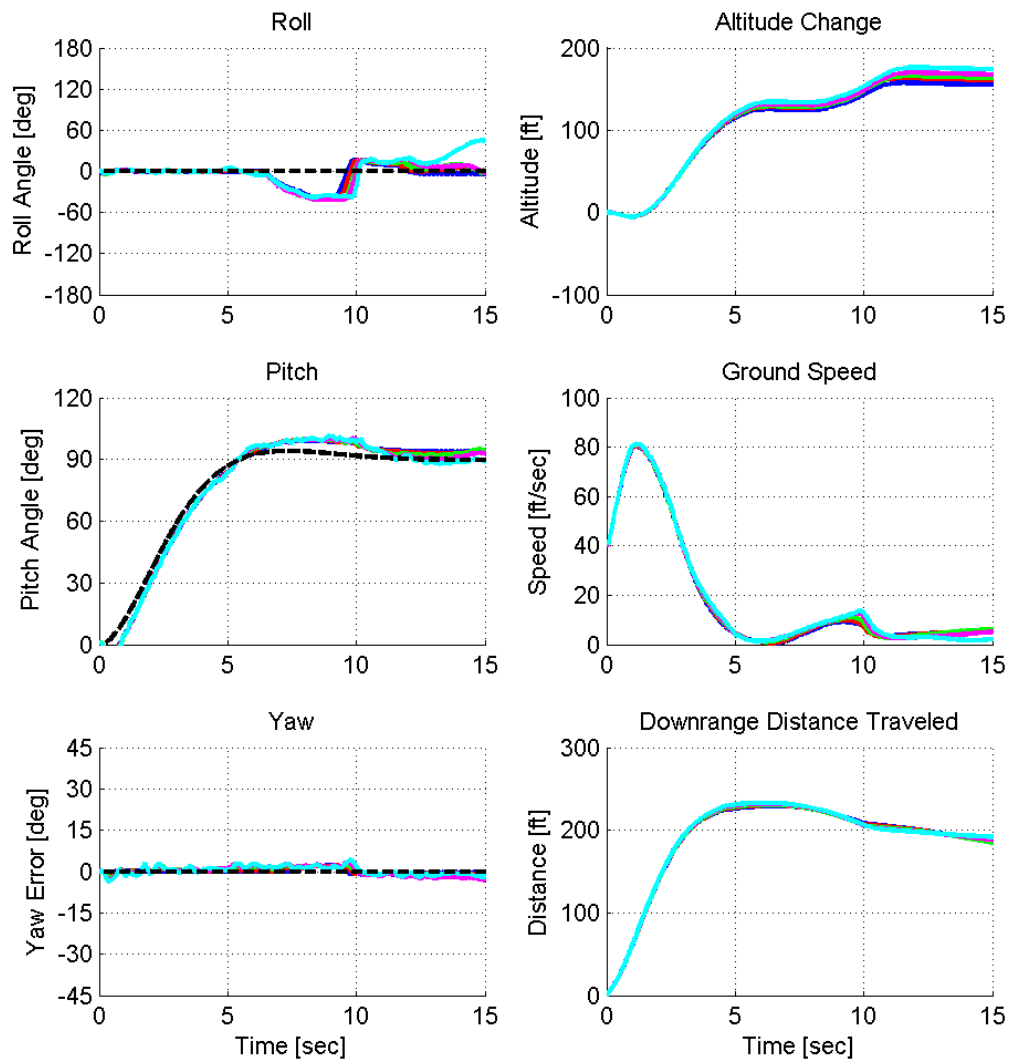 Roll
180
120
60
0
-60
-120
-180
Roll Angle [deg]
0 5 10 15
Altitude Change
200
100
0
-100
Altitude [ft]
0 5 10 15
Pitch
120
90
60
30
0
Pitch Angle [deg]
0 5 10 15
Ground Speed
100
80
60
40
20
0
Speed [ft/sec]
0 5 10 15
Yaw
45
30
15
0
-15
-30
-45
Yaw Error [deg]
0 5 10 15
Time [sec]
Downrange Distance Traveled
300
200
100
0
Distance [ft]
0 5 10 15
Time [sec]